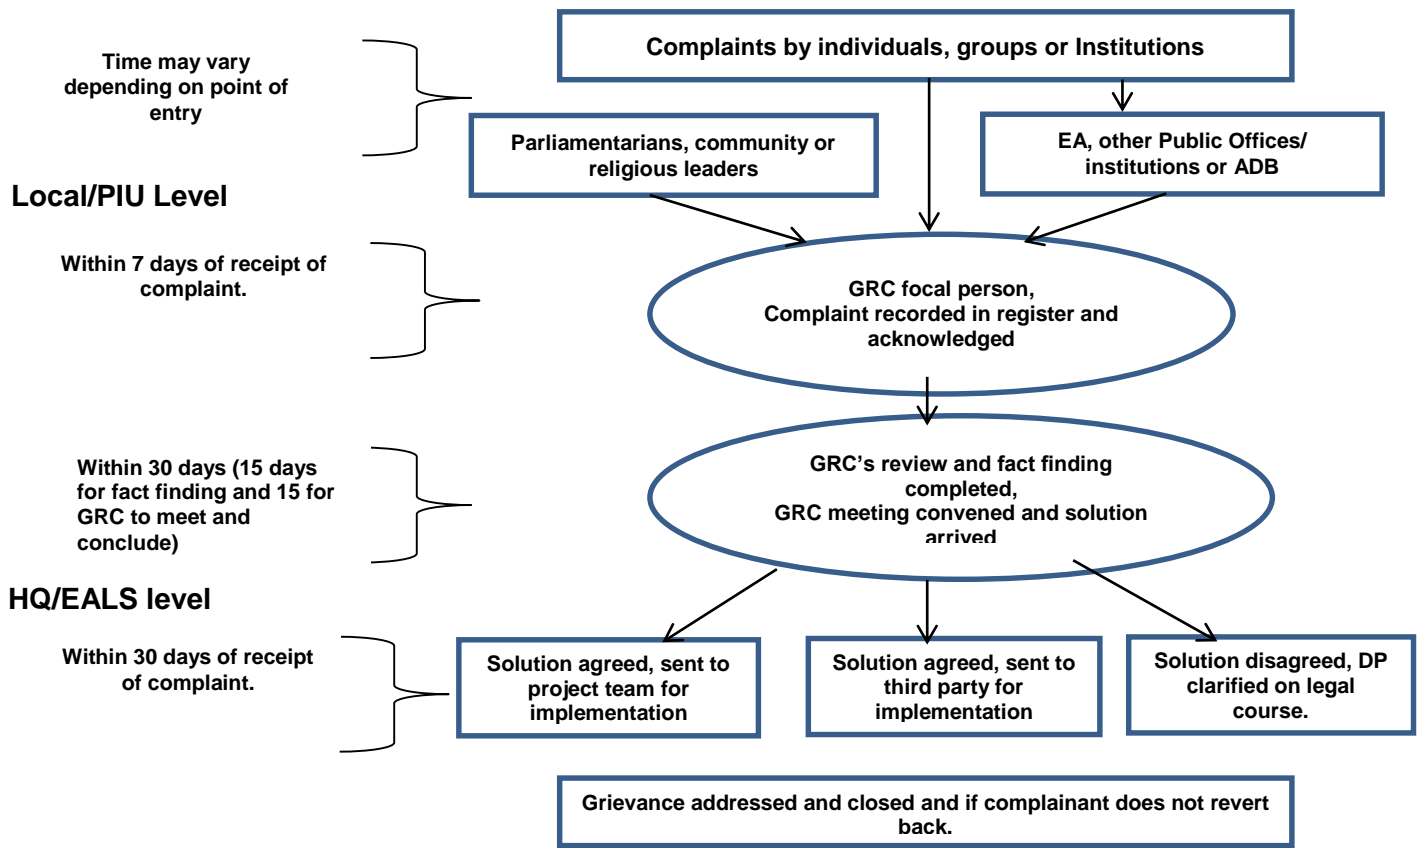 Complaints by individuals, groups or Institutions
Time may vary
depending on point of
entry
Parliamentarians, community or
religious leaders
EA, other Public Offices/
institutions or ADB
Local/PIU Level
Within 7 days of receipt of
complaint.
GRC focal person,
Complaint recorded in register and
acknowledged
Within 30 days (15 days
for fact finding and 15 for
GRC to meet and
conclude)
GRC’s review and fact finding
completed,
GRC meeting convened and solution
arrived
HQ/EALS level
Within 30 days of receipt
of complaint.
Solution agreed, sent to
project team for
implementation
Solution agreed, sent to
third party for
implementation
Solution disagreed, DP
clarified on legal
course.
Grievance addressed and closed and if complainant does not revert
back.